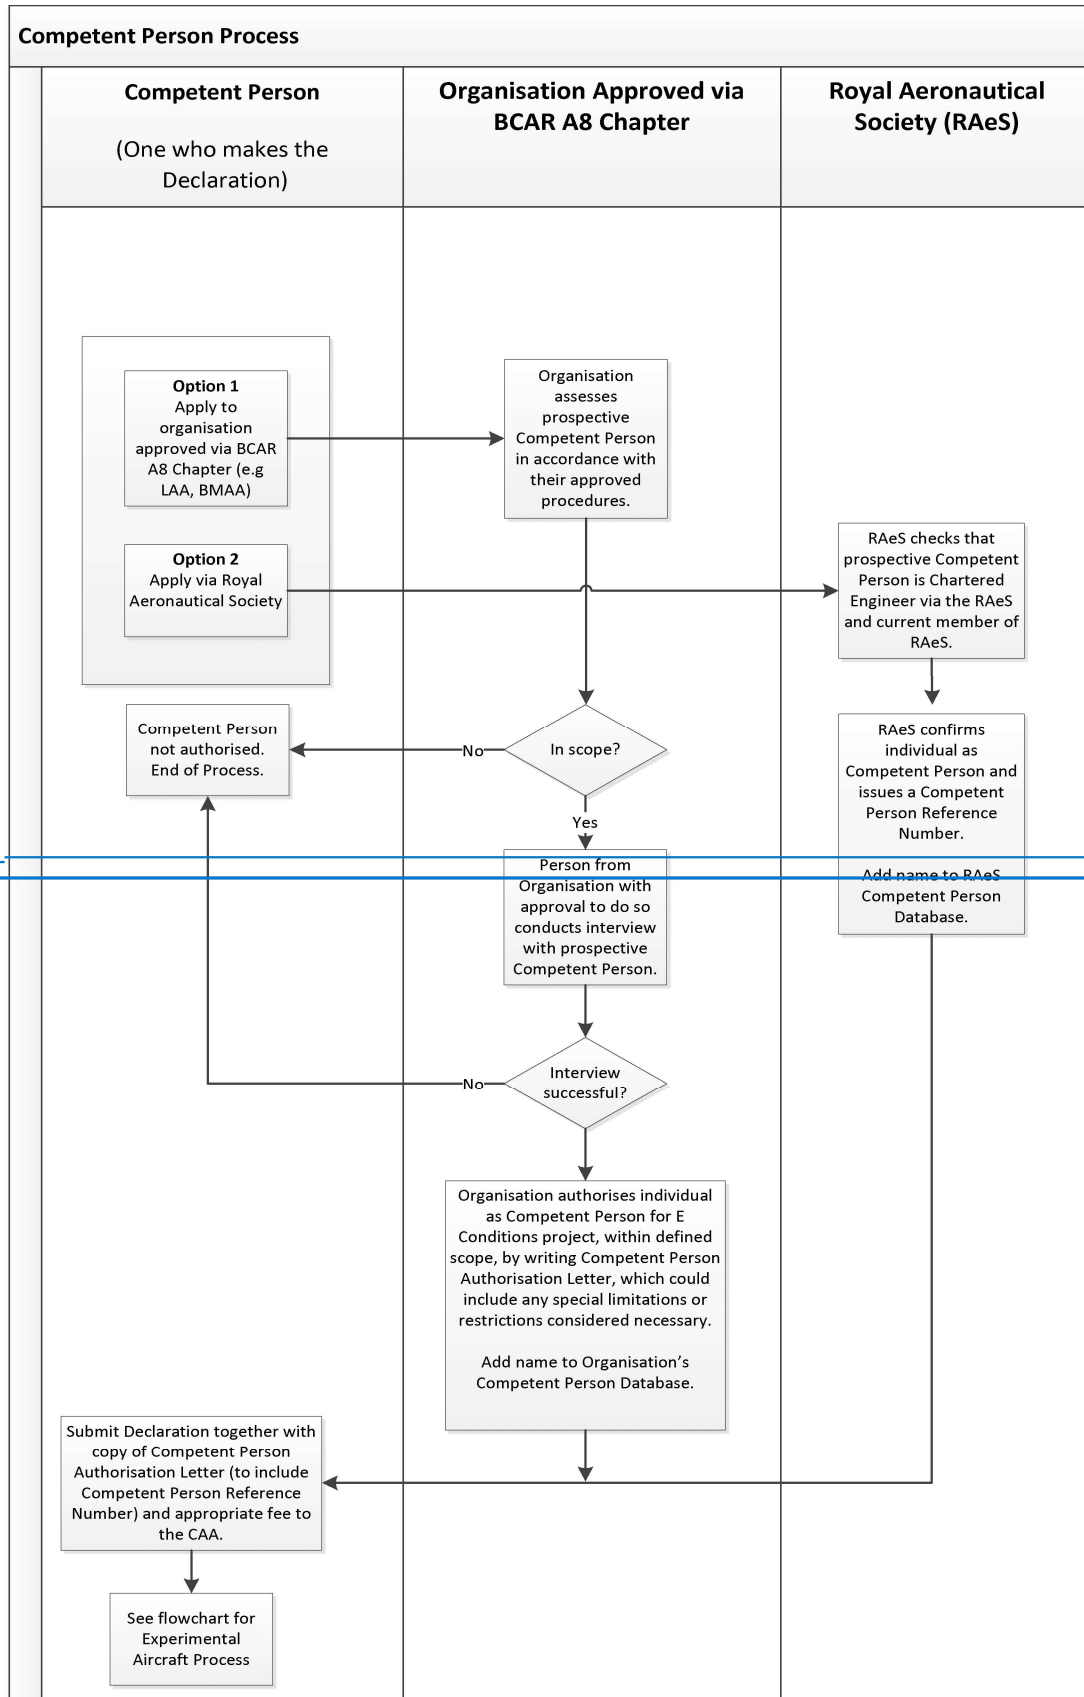 Competent Person Process
Competent Person
(One who makes the
Declaration)
Organisation Approved via
BCAR A8 Chapter
Royal Aeronautical
Society (RAeS)
Option 1
Apply to
organisation
approved via BCAR
A8 Chapter (e.g
LAA, BMAA)
Option 2
Apply via Royal
Aeronautical Society
Organisation
assesses
prospective
Competent Person
in accordance with
their approved
procedures.
RAeS checks that
prospective Competent
Person is Chartered
Engineer via the RAeS
and current member of
RAeS.
Competent Person
not authorised.
End of Process.
No
In scope?
Yes
RAeS confirms
individual as
Competent Person and
issues a Competent
Person Reference
Number.
Add name to RAeS
Competent Person
Database.
Person from
Organisation with
approval to do so
conducts interview
with prospective
Competent Person.
No
Interview
successful?
Organisation authorises individual
as Competent Person for E
Conditions project, within defined
scope, by writing Competent Person
Authorisation Letter, which could
include any special limitations or
restrictions considered necessary.
Add name to Organisation's
Competent Person Database.
Submit Declaration together with
copy of Competent Person
Authorisation Letter (to include
Competent Person Reference
Number) and appropriate fee to
the CAA.
See flowchart for
Experimental
Aircraft Process